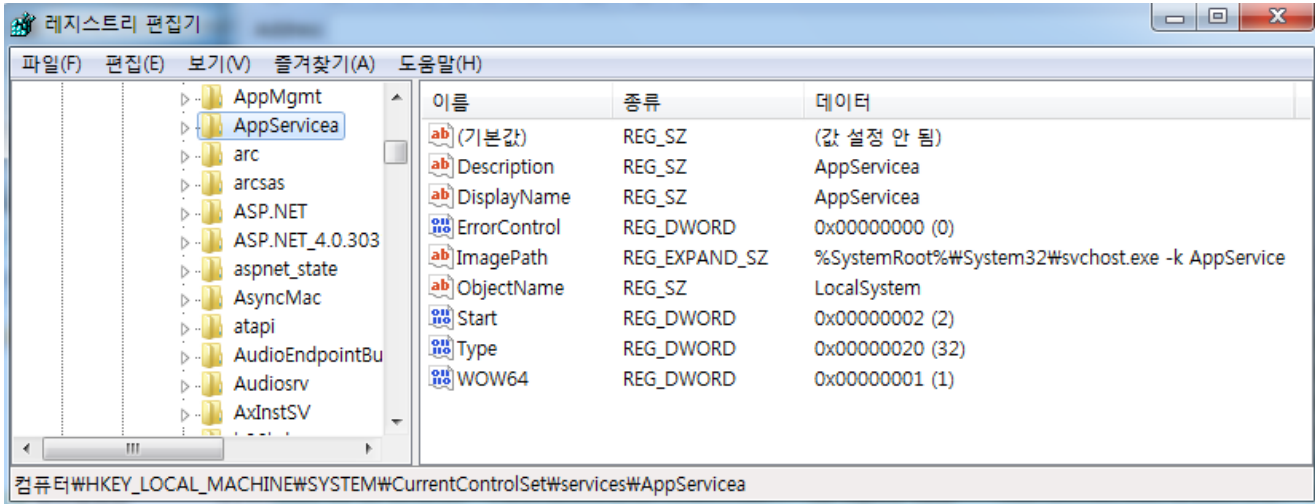 레지스트리 편집기
파일(F) 편집(E) 보기(V) 즐겨찾기(A) 도움말(H)
AppMgmt
AppServicea
arc
arcsas
ASP.NET
ASP.NET_4.0.303
aspnet_state
AsyncMac
atapi
AudioEndpointBu
Audiosrv
AxInstSV
이름 종류 데이터
(기본값) REG_SZ (값 설정 안 됨)
Description REG_SZ AppServicea
DisplayName REG_SZ AppServicea
ErrorControl REG_DWORD 0x00000000 (0)
ImagePath REG_EXPAND_SZ %SystemRoot%₩System32₩svchost.exe -k AppService
ObjectName REG_SZ LocalSystem
Start REG_DWORD 0x00000002 (2)
Type REG_DWORD 0x00000020 (32)
WOW64 REG_DWORD 0x00000001 (1)
컴퓨터₩HKEY_LOCAL_MACHINE₩SYSTEM₩CurrentControlSet₩services₩AppServicea